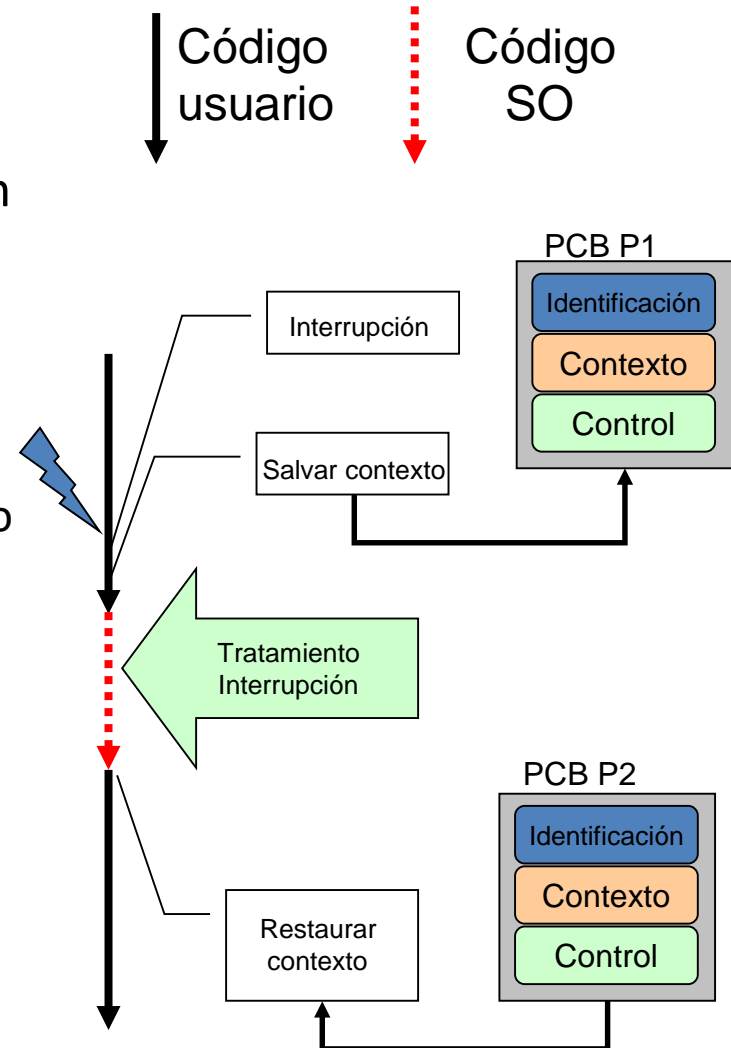 Código
usuario
Código
SO
n
PCB P1
Identificación
Contexto
Control
Interrupción
Salvar contexto
o
Tratamiento
Interrupción
PCB P2
Identificación
Contexto
Control
Restaurar
contexto